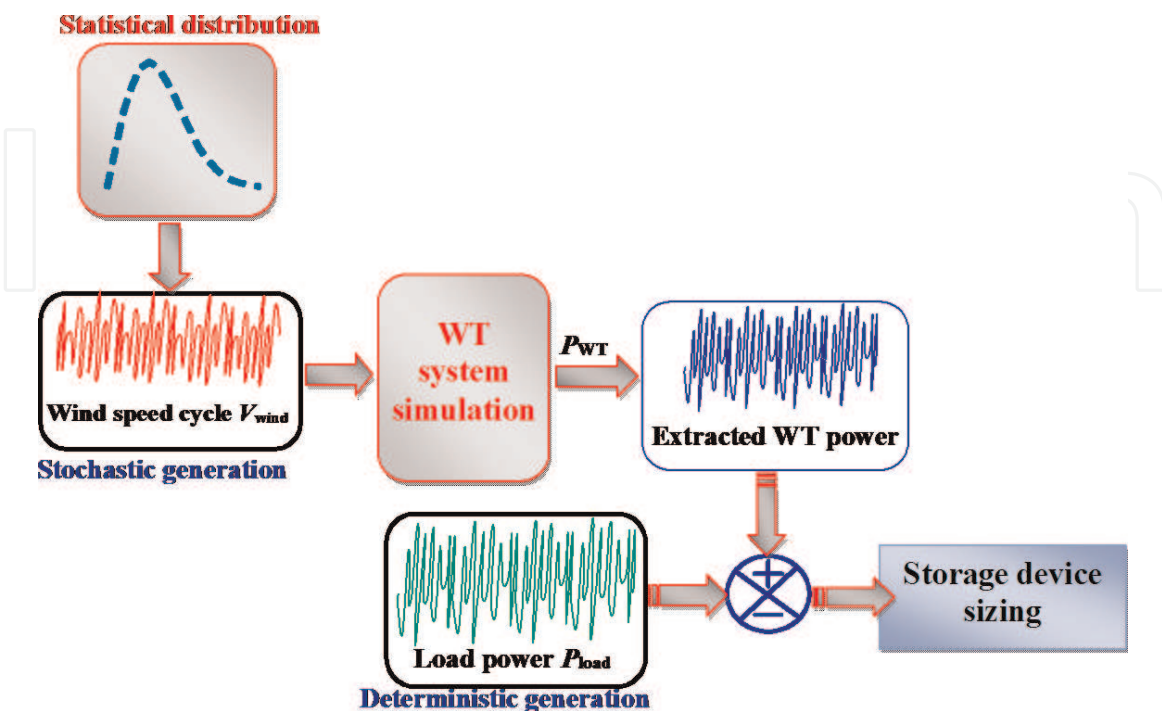 Statistical distribution
Wind speed cycle Vwind
Stochastic generation
WT
system
simulation
PWT
Extracted WT power
Load power Pload
Deterministic generation
+
−
Storage device
sizing